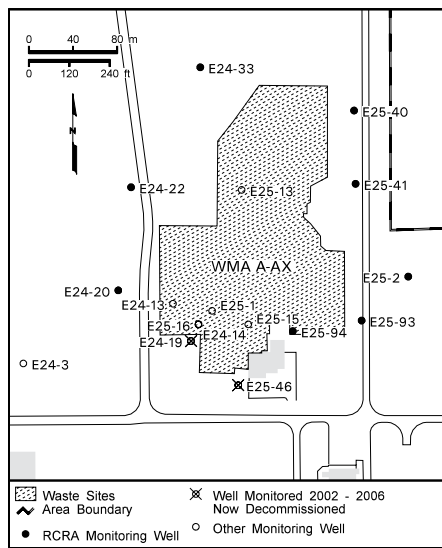 0 40 80 m
0 120 240 ft
N
E24-33
E25-40
E25-13
E25-41
E24-22
WMA A-AX
E25-2
E24-20
E24-13
E25-1
E25-15
E25-16
E24-14
E25-94
E25-93
E24-19
E24-3
E25-46
Waste Sites
Area Boundary
RCRA Monitoring Well
Well Monitored 2002 - 2006
Now Decommissioned
Other Monitoring Well